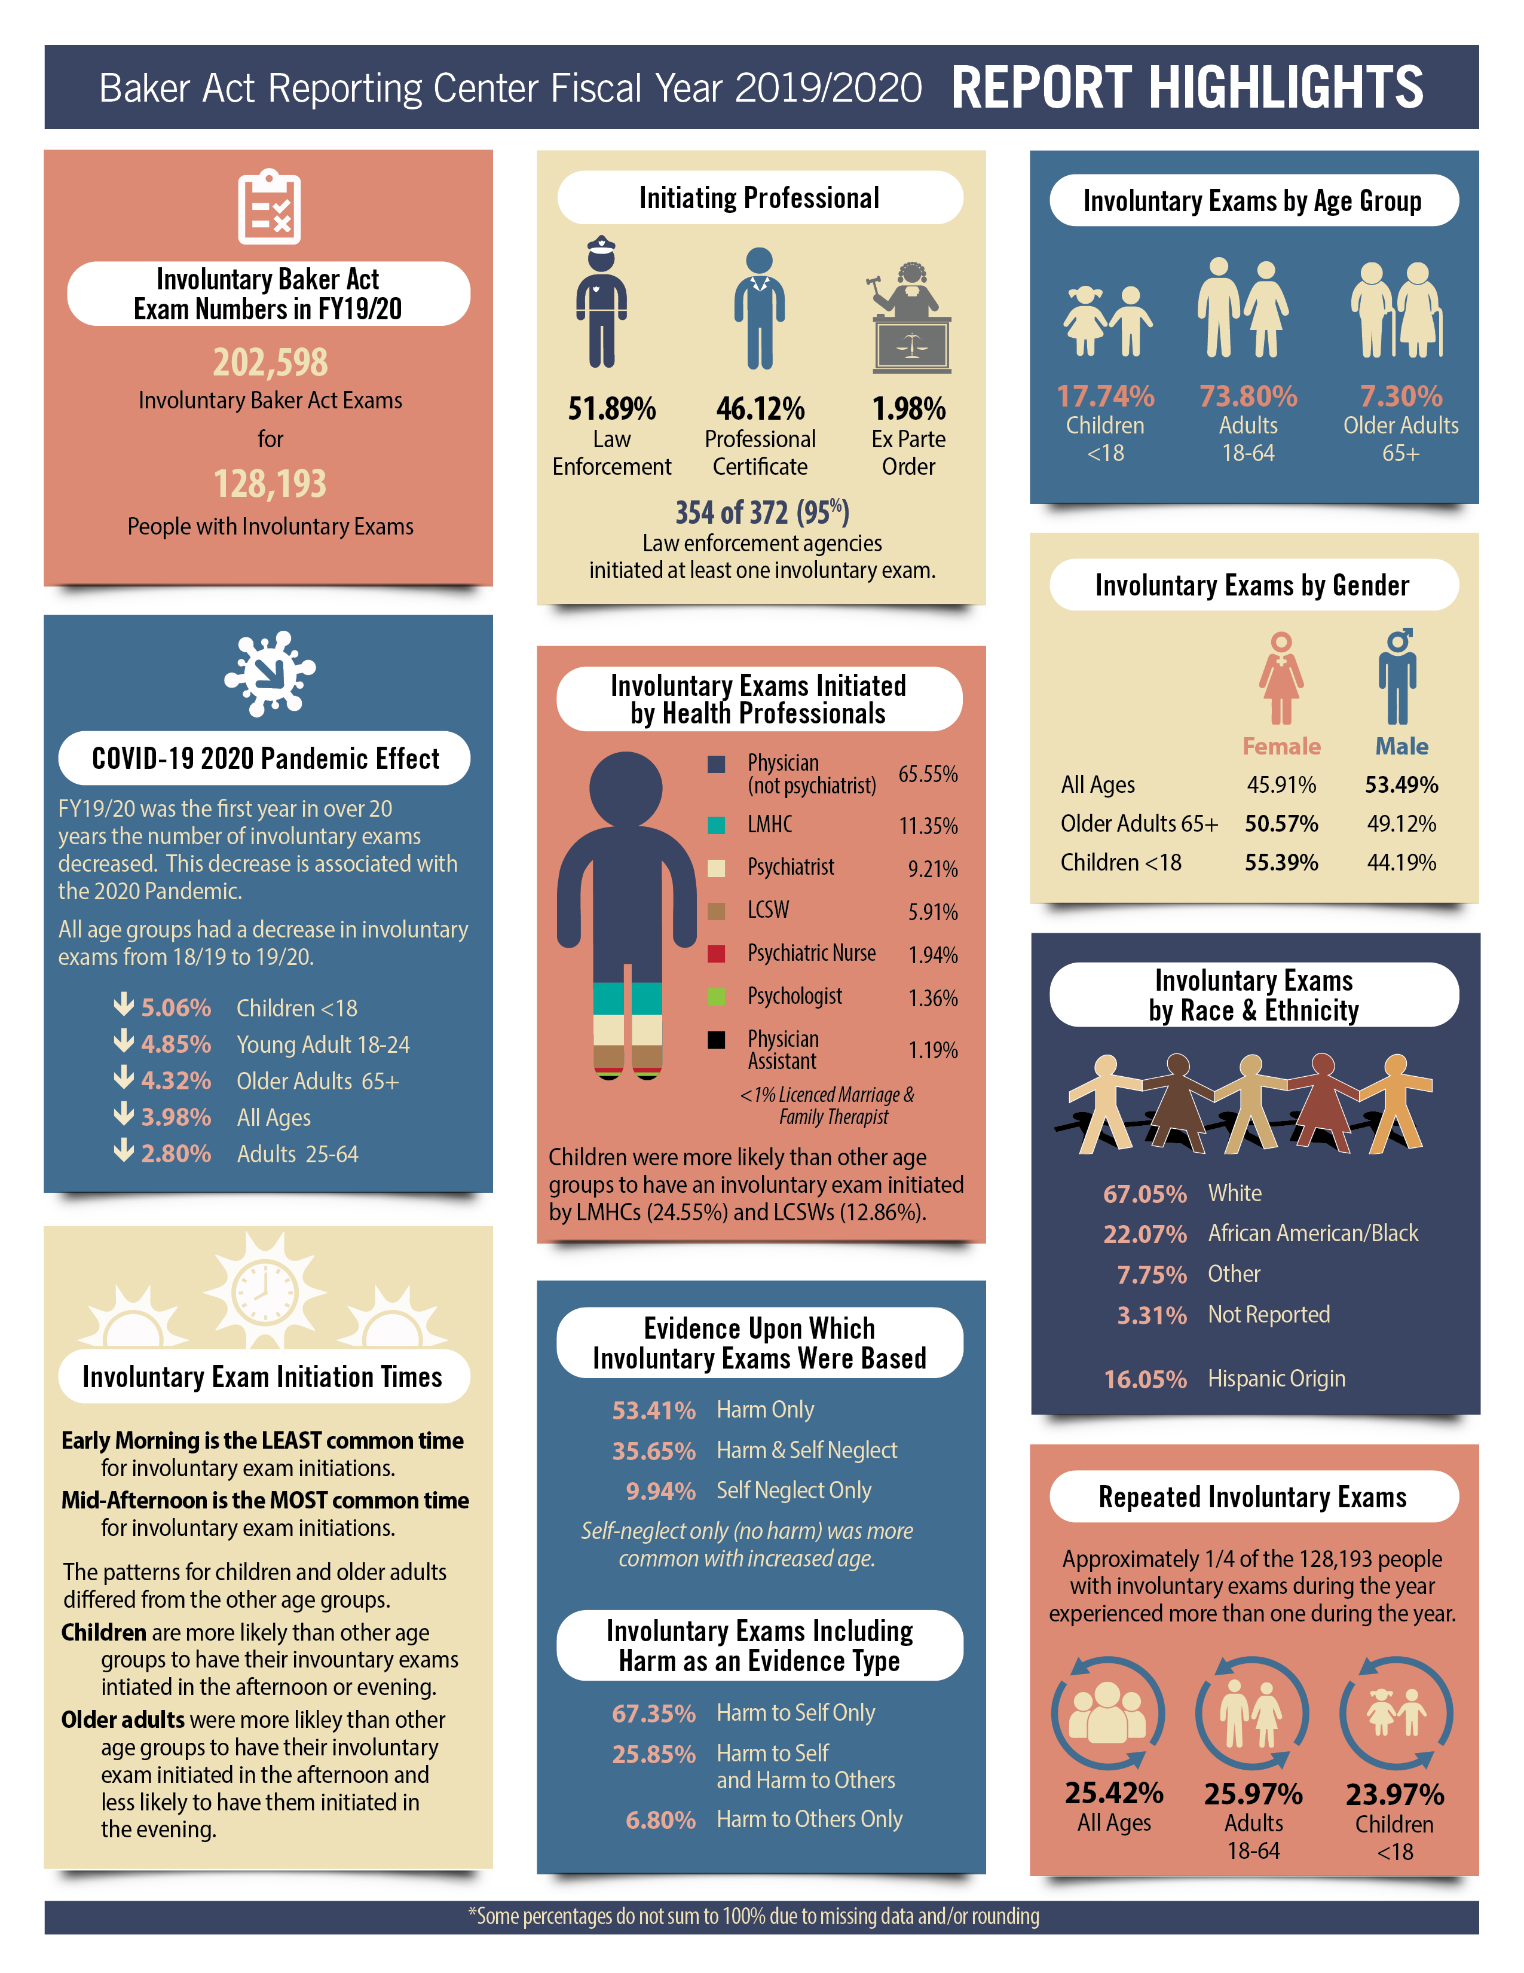 Baker Act Reporting Center Fiscal Year 2019/2020 REPORT HIGHLIGHTS
Involuntary Baker Act
Exam Numbers in FY19/20
202,598
Involuntary Baker Act Exams
for
128,193
People with Involuntary Exams
COVID-19 2020 Pandemic Effect
FY19/20 was the first year in over 20
years the number of involuntary exams
decreased. This decrease is associated with
the 2020 Pandemic.
All age groups had a decrease in involuntary
exams from 18/19 to 19/20.
5.06% Children <18
4.85% Young Adult 18-24
4.32% Older Adults 65+
3.98% All Ages
2.80% Adults 25-64
Involuntary Exam Initiation Times
Early Morning is the LEAST common time
for involuntary exam initiations.
Mid-Afternoon is the MOST common time
for involuntary exam initiations.
The patterns for children and older adults
differed from the other age groups.
Children are more likely than other age
groups to have their invountary exams
intiated in the afternoon or evening.
Older adults were more likley than other
age groups to have their involuntary
exam initiated in the afternoon and
less likely to have them initiated in
the evening.
Initiating Professional
51.89% 46.12% 1.98%
Law Professional Ex Parte
Enforcement Certificate Order
354 of 372 (95%)
Law enforcement agencies
initiated at least one involuntary exam.
Involuntary Exams Initiated
by Health Professionals
Physician
(not psychiatrist) 65.55%
LMHC 11.35%
Psychiatrist 9.21%
LCSW 5.91%
Psychiatric Nurse 1.94%
Psychologist 1.36%
Physician
Assistant 1.19%
<1% Licenced Marriage &
Family Therapist
Children were more likely than other age
groups to have an involuntary exam initiated
by LMHCs (24.55%) and LCSWs (12.86%).
Evidence Upon Which
Involuntary Exams Were Based
53.41% Harm Only
35.65% Harm & Self Neglect
9.94% Self Neglect Only
Self-neglect only (no harm) was more
common with increased age.
Involuntary Exams Including
Harm as an Evidence Type
67.35% Harm to Self Only
25.85% Harm to Self
and Harm to Others
6.80% Harm to Others Only
Involuntary Exams by Age Group
17.74% 73.80% 7.30%
Children Adults Older Adults
<18 18-64 65+
Involuntary Exams by Gender
Female Male
All Ages 45.91% 53.49%
Older Adults 65+ 50.57% 49.12%
Children <18 55.39% 44.19%
Involuntary Exams
by Race & Ethnicity
67.05% White
22.07% African American/Black
7.75% Other
3.31% Not Reported
16.05% Hispanic Origin
Repeated Involuntary Exams
Approximately 1/4 of the 128,193 people
with involuntary exams during the year
experienced more than one during the year.
25.42% 25.97% 23.97%
All Ages Adults Children
18-64 <18
*Some percentages do not sum to 100% due to missing data and/or rounding